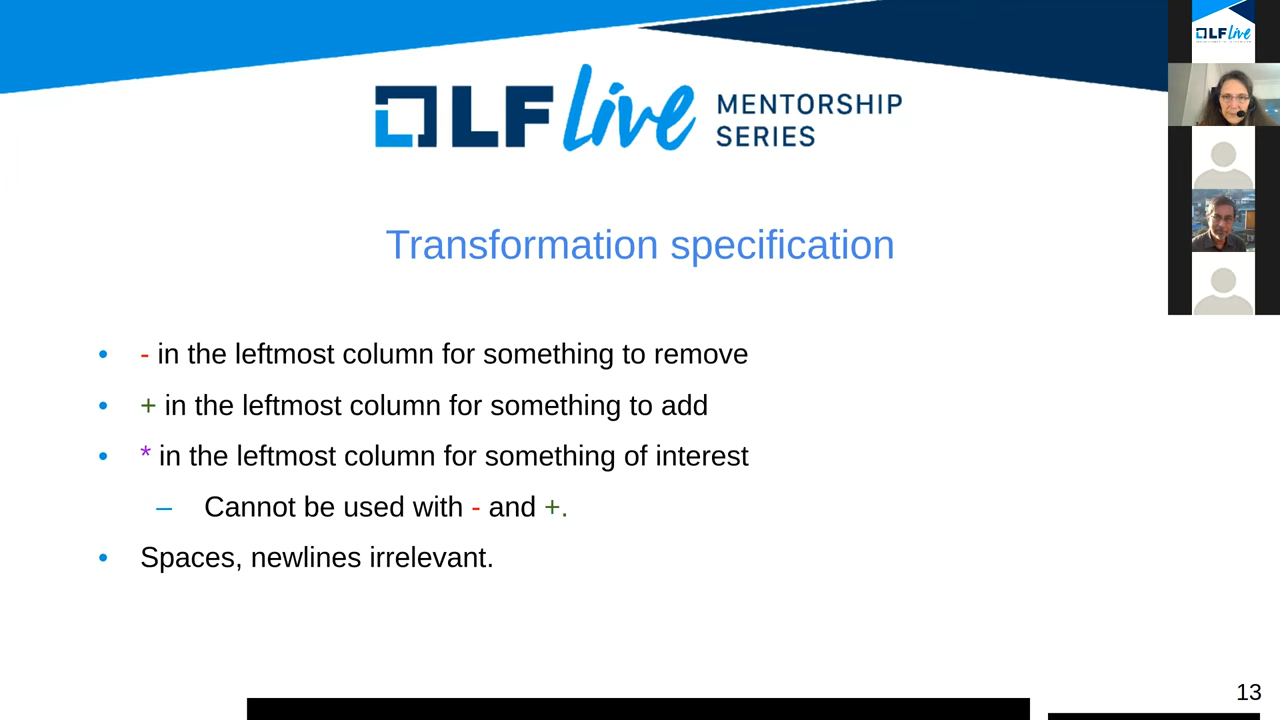 LF Live MENTORSHIP
SERIES
LF Live
Transformation specification
• - in the leftmost column for something to remove
• + in the leftmost column for something to add
• * in the leftmost column for something of interest
– Cannot be used with - and +.
• Spaces, newlines irrelevant.
13